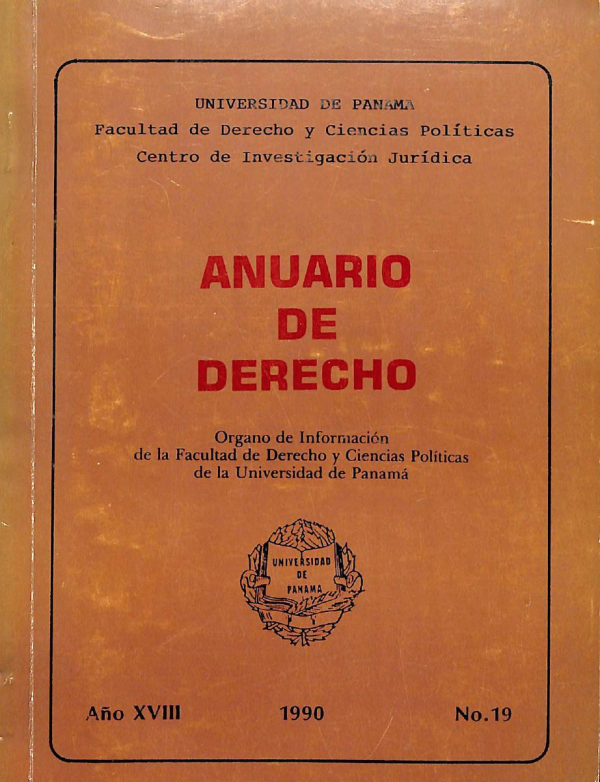 UNIVERSIDAD DE PANAMA
Facultad de Derecho y Ciencias Políticas
Centro de Investigación Jurídica
ANUARIO
DE
DERECHO
Organo de Información
de la Facultad de Derecho y Ciencias Políticas
de la Universidad de Panamá
UNIVERSIDAD
DE
PANAMA
Año XVIII 1990 No.19